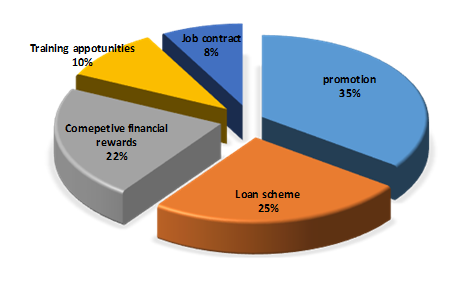 Job contract
8%
Training appotunities
10%
promotion
35%
Comepetive financial
rewards
22%
Loan scheme
25%